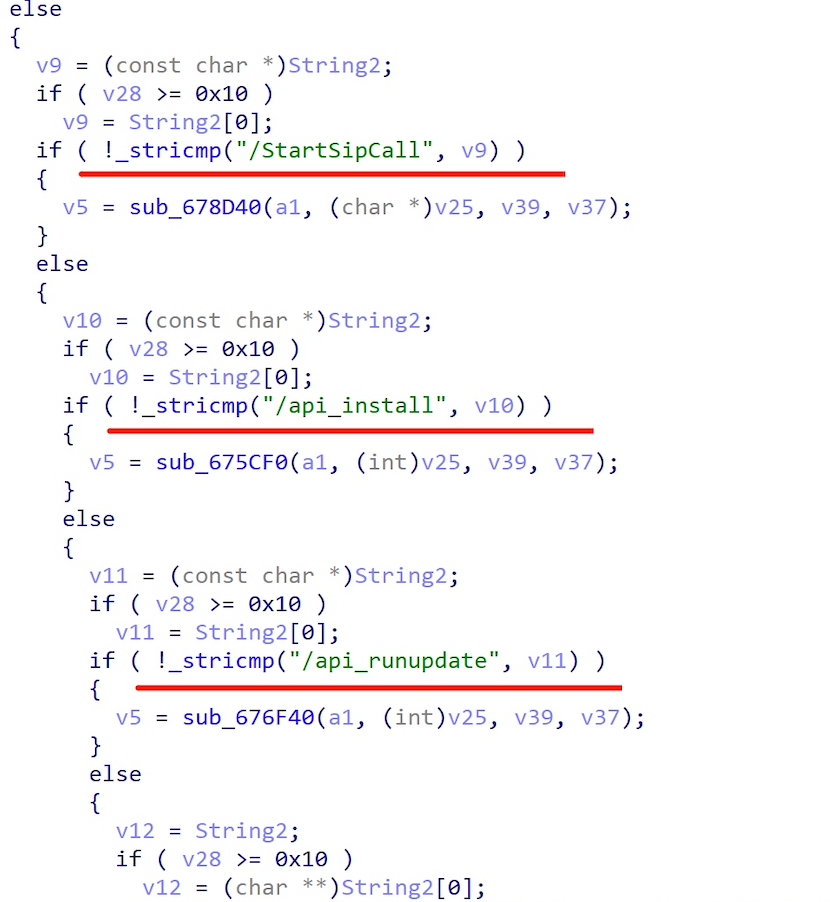 else
{
  v9 = (const char *)String2;
  if ( v28 >= 0x10 )
    v9 = String2[0];
  if ( !_stricmp("/StartSipCall", v9) )
  {
    v5 = sub_678D40(a1, (char *)v25, v39, v37);
  }
  else
  {
    v10 = (const char *)String2;
    if ( v28 >= 0x10 )
      v10 = String2[0];
    if ( !_stricmp("/api_install", v10) )
    {
      v5 = sub_675CF0(a1, (int)v25, v39, v37);
    }
    else
    {
      v11 = (const char *)String2;
      if ( v28 >= 0x10 )
        v11 = String2[0];
      if ( !_stricmp("/api_runupdate", v11) )
      {
        v5 = sub_676F40(a1, (int)v25, v39, v37);
      }
      else
      {
        v12 = String2;
        if ( v28 >= 0x10 )
          v12 = (char **)String2[0];